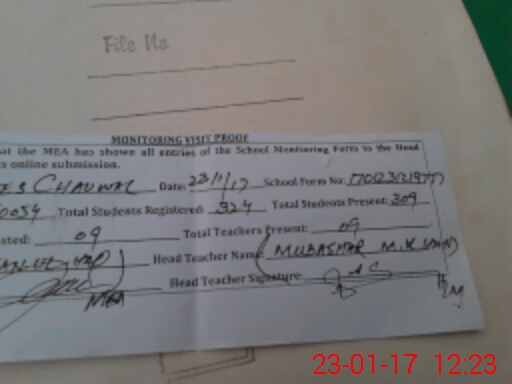 File No.
MONITORING VISIT PROOF
at the MEA has shown all entries of the School Monitoring Form to the Head
online submission.
CHAKWAL Date: 23/1/17 School Form No:
0054 Total Students Registered: 324 Total Students Present: 309
sted: 09 Total Teachers Present: 09
Head Teacher Name: MUBASHAR
Head Teacher Signature:
MEA
23-01-17 12:23